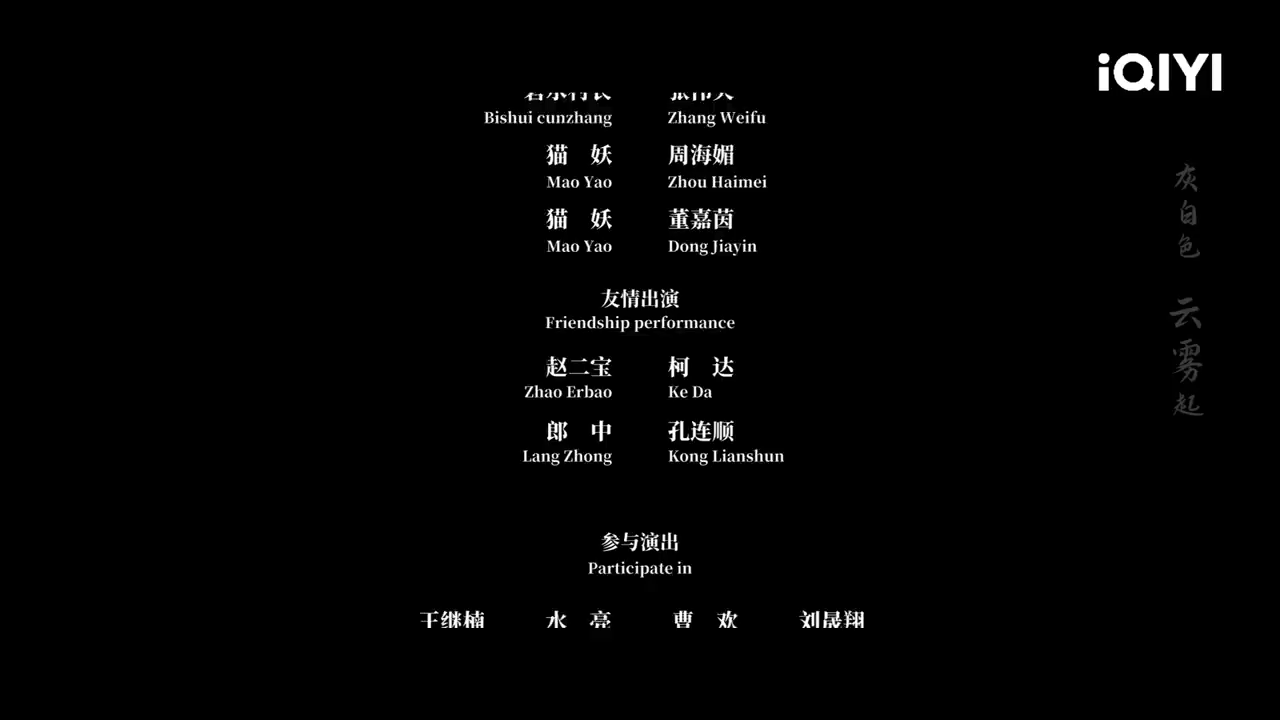 iQIYI
Bishui cunzhang Zhang Weifu
猫 妖 周海媚
Mao Yao Zhou Haimei
猫 妖 董嘉茵
Mao Yao Dong Jiayin
友情出演
Friendship performance
赵二宝 柯 达
Zhao Erbao Ke Da
郎 中 孔连顺
Lang Zhong Kong Lianshun
参与演出
Participate in
水 亮 曹 欢 刘晟翔
灰白色 云雾起